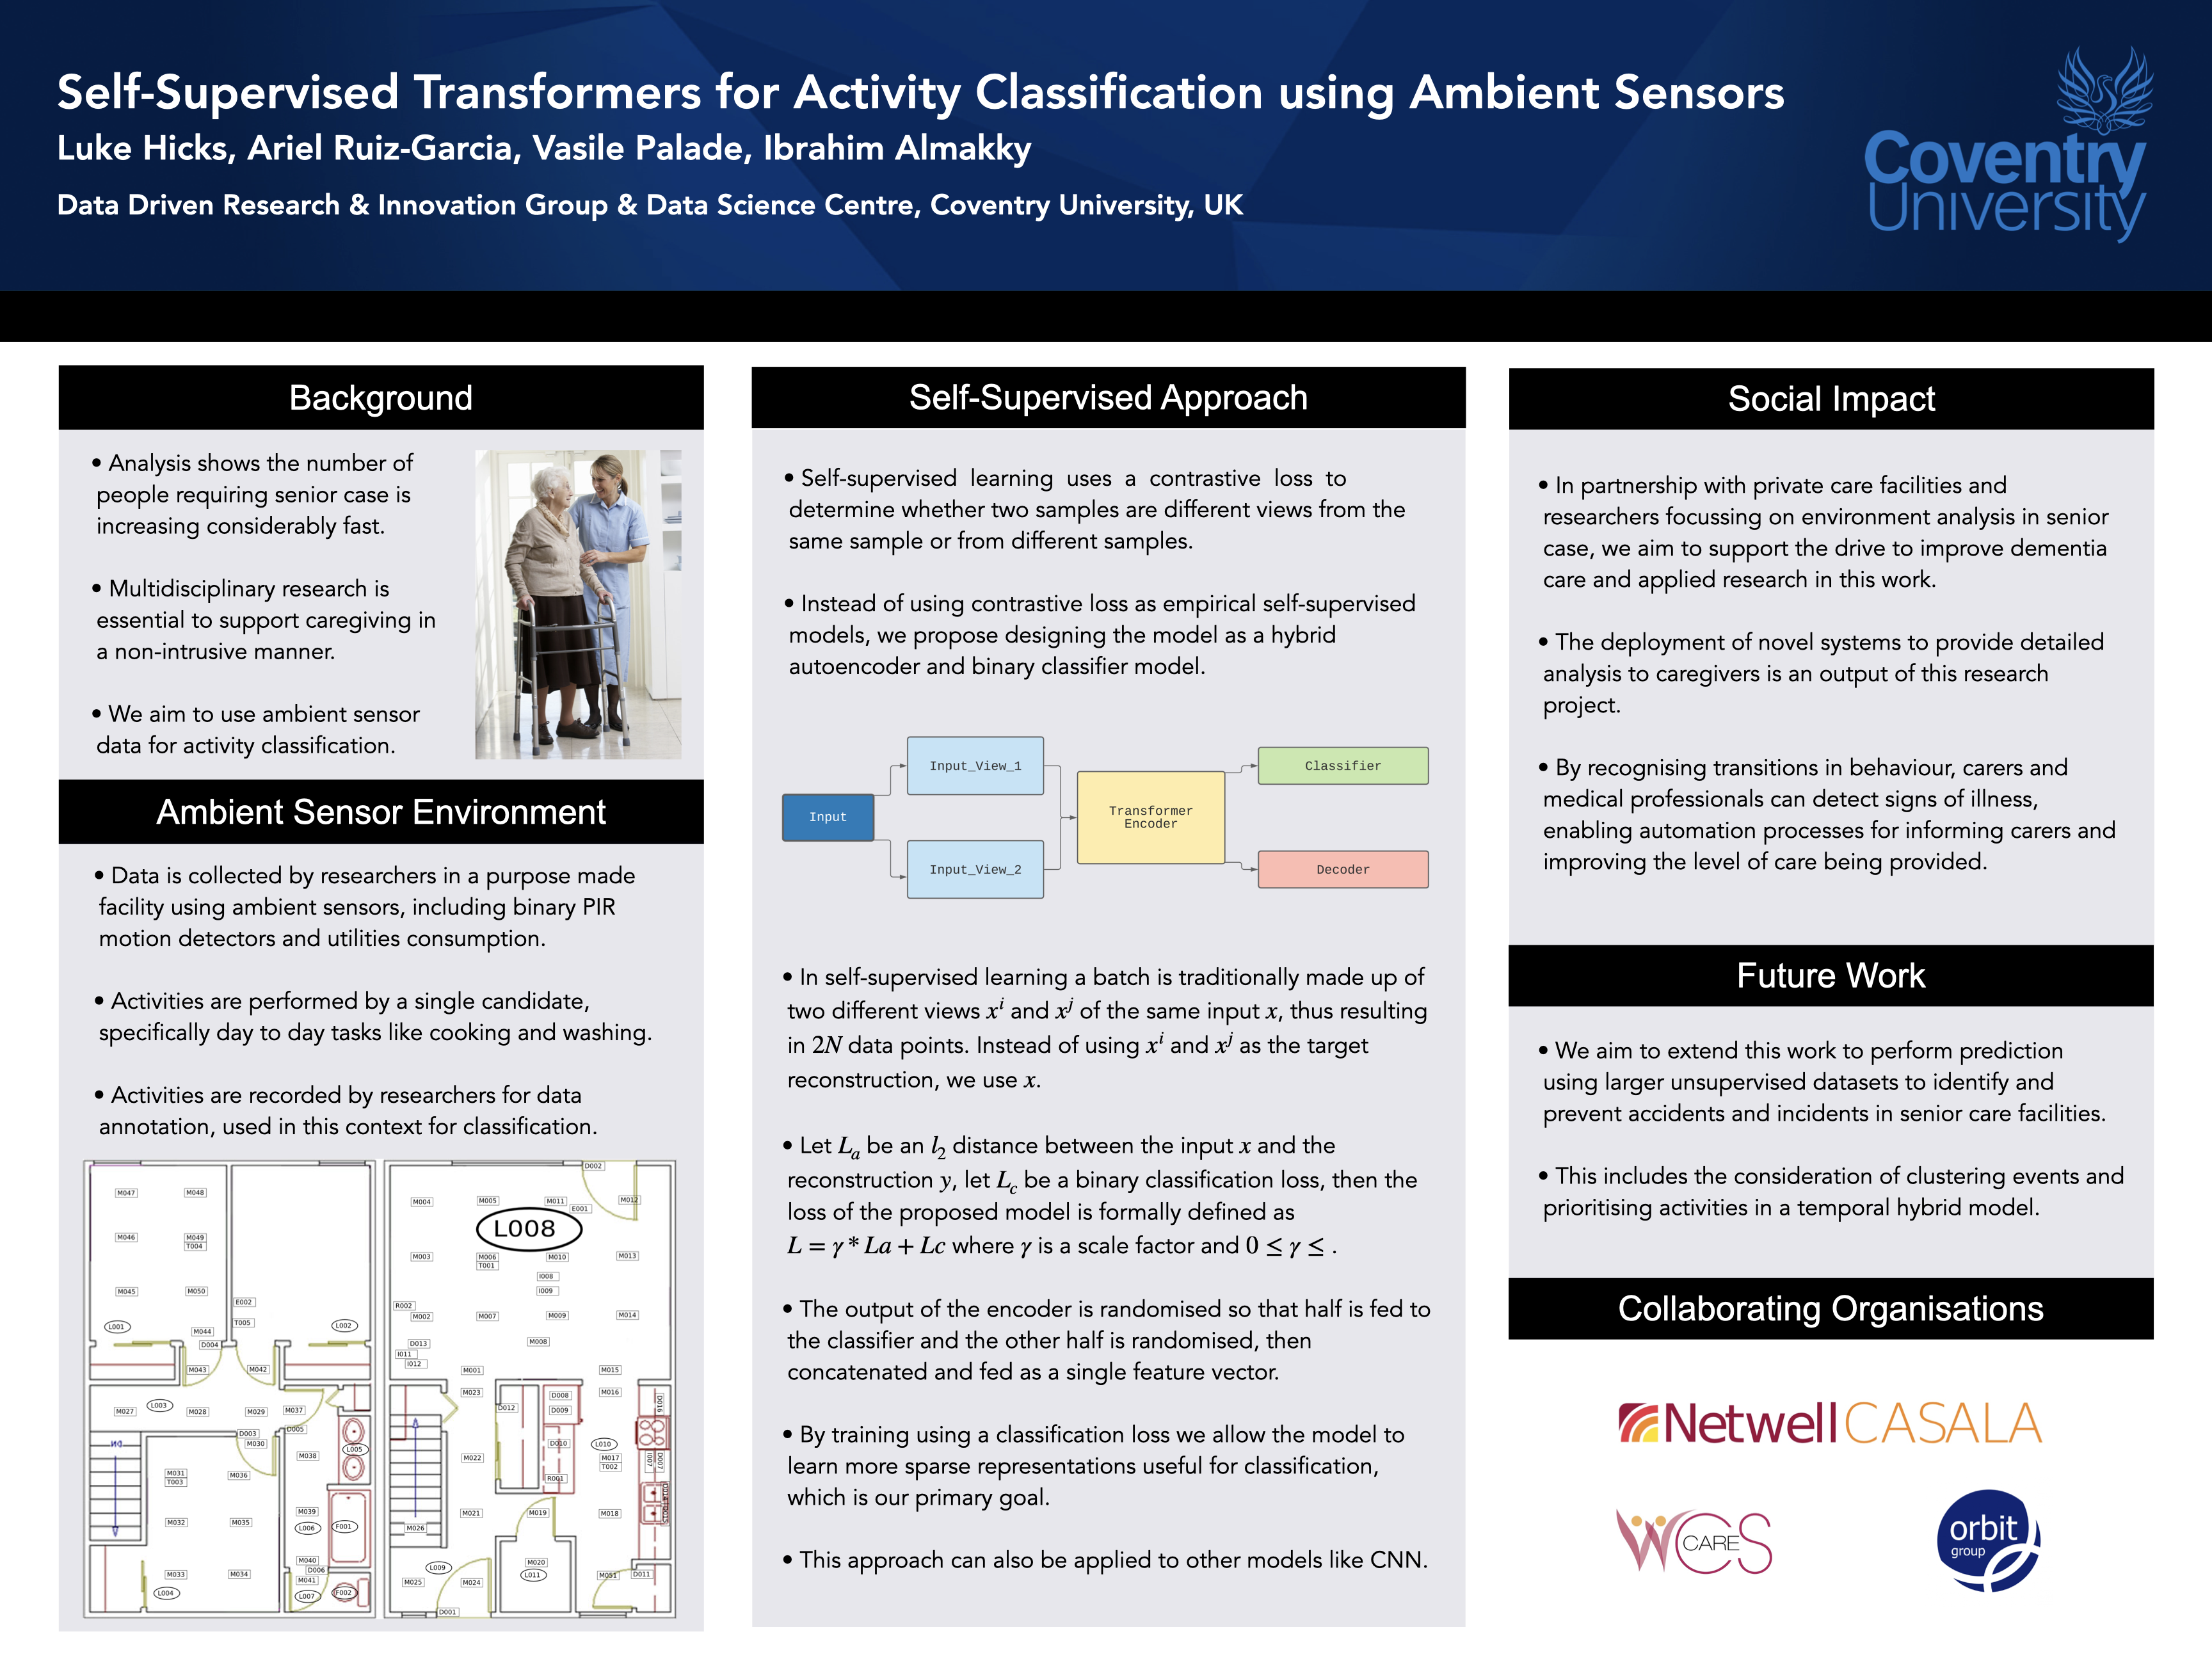 Self-Supervised Transformers for Activity Classification using Ambient Sensors
Luke Hicks, Ariel Ruiz-Garcia, Vasile Palade, Ibrahim Almakky
Data Driven Research & Innovation Group & Data Science Centre, Coventry University, UK
Coventry
University
Background
• Analysis shows the number of
people requiring senior case is
increasing considerably fast.
• Multidisciplinary research is
essential to support caregiving in
a non-intrusive manner.
• We aim to use ambient sensor
data for activity classification.
Ambient Sensor Environment
• Data is collected by researchers in a purpose made
facility using ambient sensors, including binary PIR
motion detectors and utilities consumption.
• Activities are performed by a single candidate,
specifically day to day tasks like cooking and washing.
• Activities are recorded by researchers for data
annotation, used in this context for classification.
M047 M048
M046 M049
T004
M045 M050
E002
T005
L001 M044 L002
D004
M043 M042
M027 L003 M028 M029 M037
D005
D003
M030
DN
L005
M038
M031
T003
M036
M039
M032 M035 L006 F001
M040
D006
M033 M034 M041
L004 L007 F002
D002
M004 M005 M011 M012
E001
L008
M003 M006 M010 M013
T001
I008
I009
R002
M002 M007 M009 M014
D013 M008
I011
I012
M001 M015
M023 D008 M016 D016
D012 D009
D010 L010
M022 M017 I007 D007
T002
R001
M021 M019 M018
M026
M020
L009 L011
M025 M024 M051 D011
D001
Self-Supervised Approach
• Self-supervised learning uses a contrastive loss to
determine whether two samples are different views from the
same sample or from different samples.
• Instead of using contrastive loss as empirical self-supervised
models, we propose designing the model as a hybrid
autoencoder and binary classifier model.
Input
Input_View_1
Input_View_2
Transformer
Encoder
Classifier
Decoder
• In self-supervised learning a batch is traditionally made up of
two different views xⁱ and xʲ of the same input x, thus resulting
in 2N data points. Instead of using xⁱ and xʲ as the target
reconstruction, we use x.
• Let Lₐ be an l₂ distance between the input x and the
reconstruction y, let L_c be a binary classification loss, then the
loss of the proposed model is formally defined as
L = γ * La + Lc where γ is a scale factor and 0 ≤ γ ≤ .
• The output of the encoder is randomised so that half is fed to
the classifier and the other half is randomised, then
concatenated and fed as a single feature vector.
• By training using a classification loss we allow the model to
learn more sparse representations useful for classification,
which is our primary goal.
• This approach can also be applied to other models like CNN.
Social Impact
• In partnership with private care facilities and
researchers focussing on environment analysis in senior
case, we aim to support the drive to improve dementia
care and applied research in this work.
• The deployment of novel systems to provide detailed
analysis to caregivers is an output of this research
project.
• By recognising transitions in behaviour, carers and
medical professionals can detect signs of illness,
enabling automation processes for informing carers and
improving the level of care being provided.
Future Work
• We aim to extend this work to perform prediction
using larger unsupervised datasets to identify and
prevent accidents and incidents in senior care facilities.
• This includes the consideration of clustering events and
prioritising activities in a temporal hybrid model.
Collaborating Organisations
NetwellCASALA
WCS CARE
orbit
group